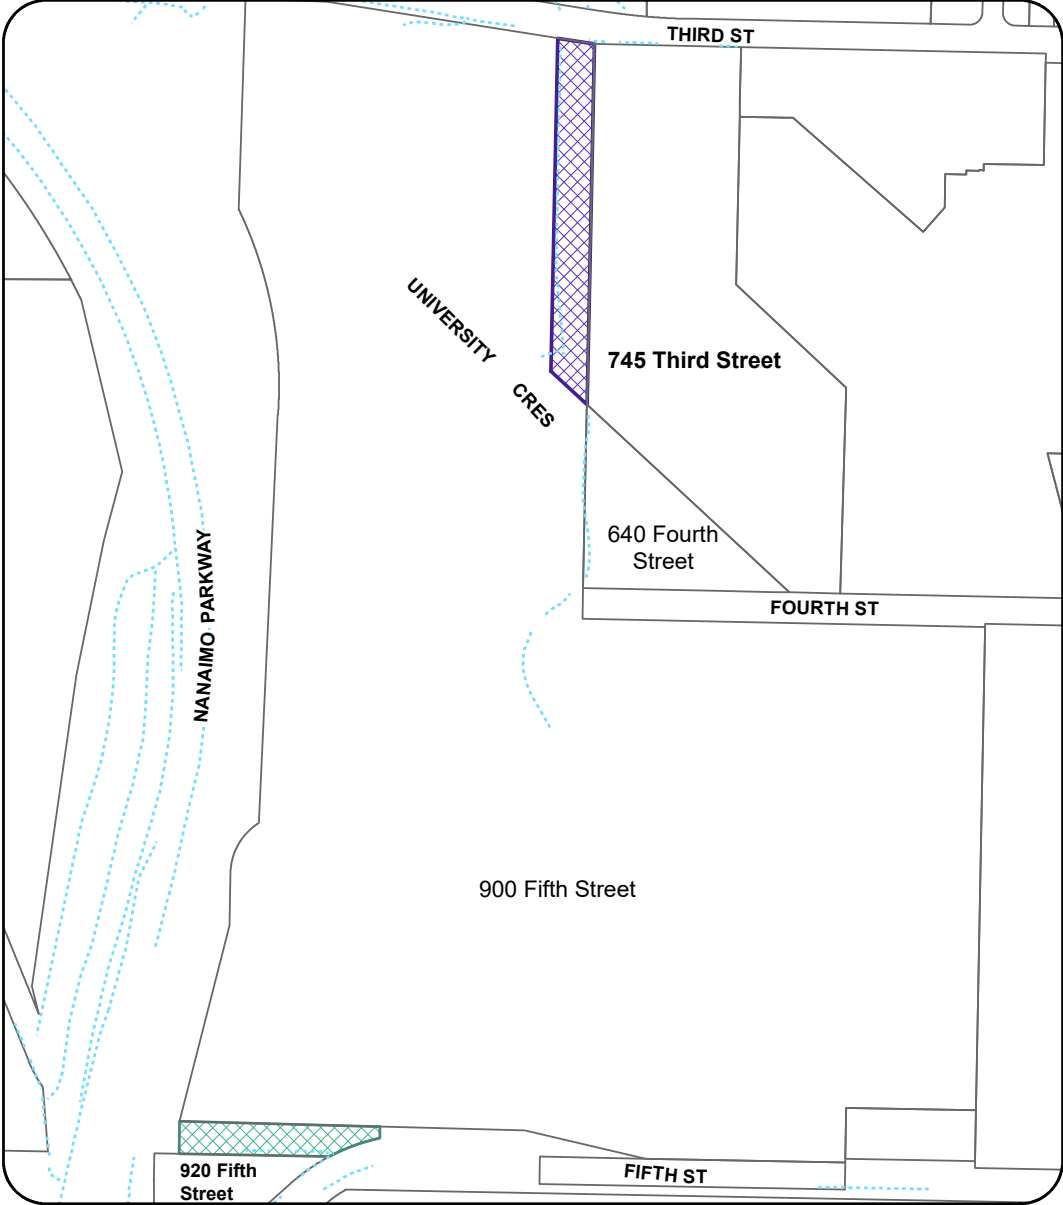 THIRD ST
UNIVERSITY CRES
745 Third Street
640 Fourth
Street
FOURTH ST
NANAIMO PARKWAY
900 Fifth Street
920 Fifth
Street
FIFTH ST